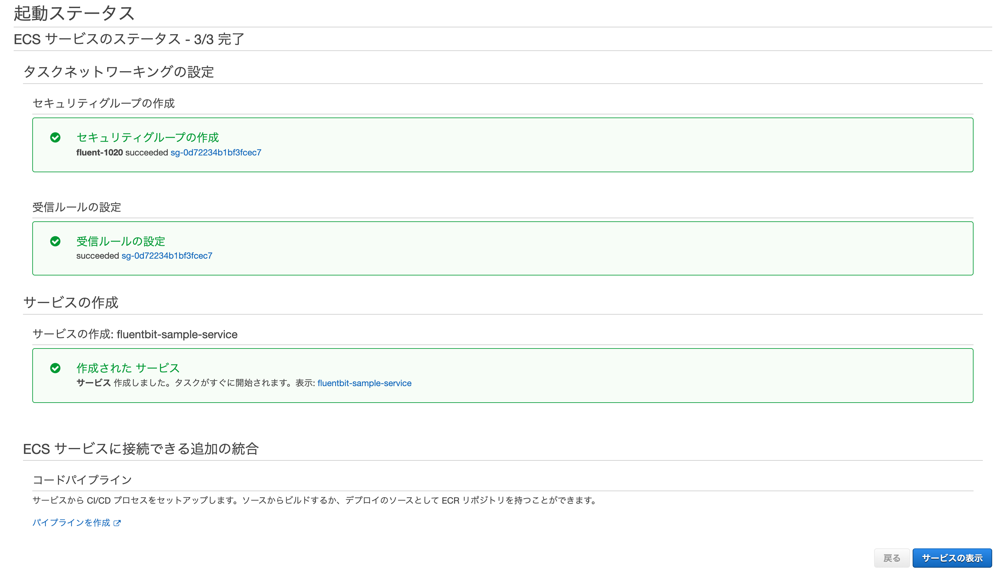 起動ステータス
ECS サービスのステータス - 3/3 完了
タスクネットワーキングの設定
セキュリティグループの作成
セキュリティグループの作成
fluent-1020 succeeded sg-0d72234b1bf3fcec7
受信ルールの設定
受信ルールの設定
succeeded sg-0d72234b1bf3fcec7
サービスの作成
サービスの作成: fluentbit-sample-service
作成された サービス
サービス 作成しました。タスクがすぐに開始されます。表示: fluentbit-sample-service
ECS サービスに接続できる追加の統合
コードパイプライン
サービスから CI/CD プロセスをセットアップします。ソースからビルドするか、デプロイのソースとして ECR リポジトリを持つことができます。
パイプラインを作成
戻る サービスの表示